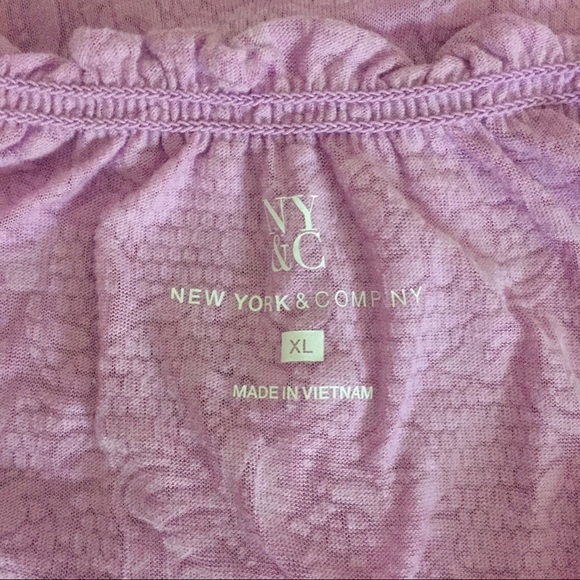 NY
&C
NEW YORK & COMPANY
XL
MADE IN VIETNAM